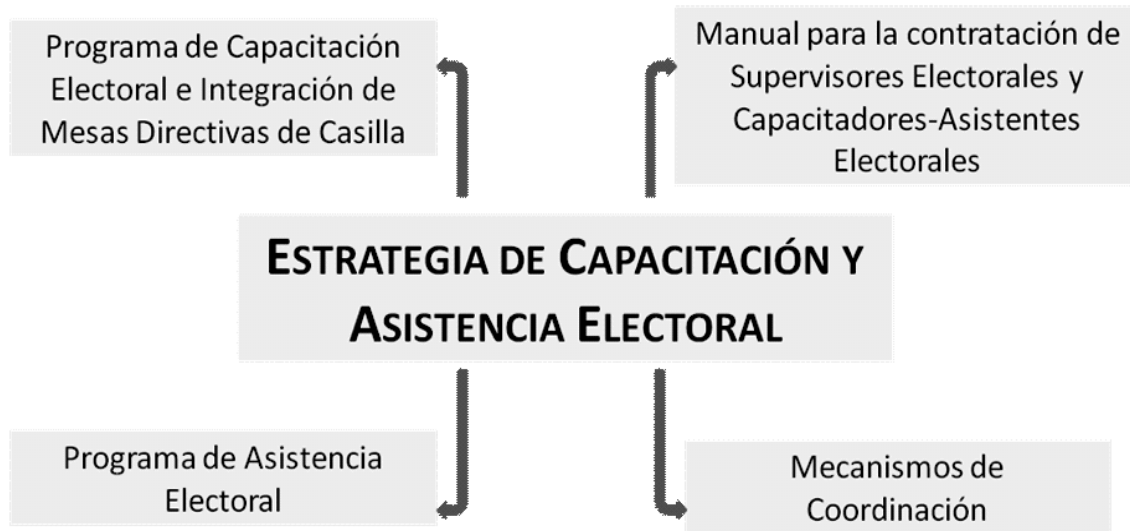 Programa de Capacitación
Electoral e Integración de
Mesas Directivas de Casilla
Manual para la contratación de
Supervisores Electorales y
Capacitadores-Asistentes
Electorales
ESTRATEGIA DE CAPACITACIÓN Y
ASISTENCIA ELECTORAL
Programa de Asistencia
Electoral
Mecanismos de
Coordinación